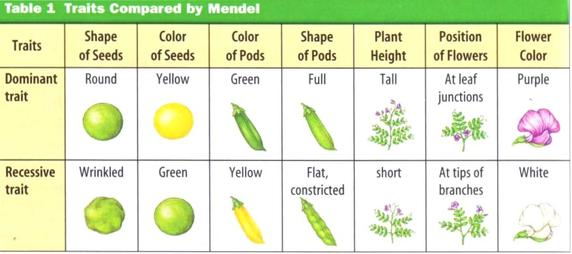 Table 1 Traits Compared by Mendel
Traits
Shape
of Seeds
Color
of Seeds
Color
of Pods
Shape
of Pods
Plant
Height
Position
of Flowers
Flower
Color
Dominant
trait
Round
Yellow
Green
Full
Tall
At leaf
junctions
Purple
Recessive
trait
Wrinkled
Green
Yellow
Flat,
constricted
short
At tips of
branches
White